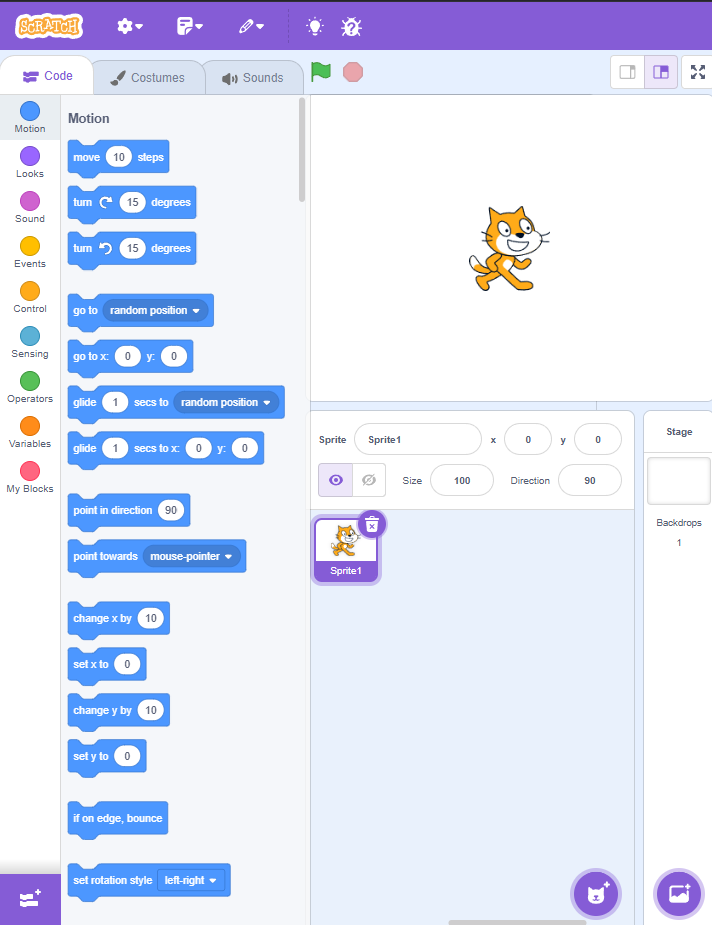 SCRATCH
Code
Costumes
Sounds
Motion
Looks
Sound
Events
Control
Sensing
Operators
Variables
My Blocks
Motion
move 10 steps
turn 15 degrees
turn 15 degrees
go to random position
go to x: 0 y: 0
glide 1 secs to random position
glide 1 secs to x: 0 y: 0
point in direction 90
point towards mouse-pointer
change x by 10
set x to 0
change y by 10
set y to 0
if on edge, bounce
set rotation style left-right
Sprite Sprite1 x 0 y 0
Size 100 Direction 90
Sprite1
Stage
Backdrops
1